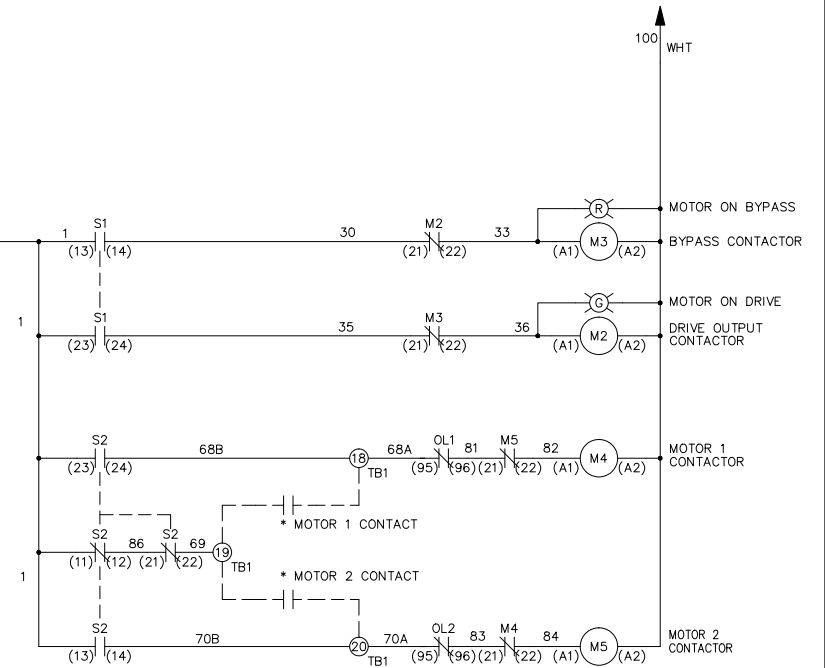 100
WHT
R
MOTOR ON BYPASS
S1
M2
1
30
33
(13)
(14)
(21)
(22)
(A1)
M3
(A2)
BYPASS CONTACTOR
G
MOTOR ON DRIVE
1
S1
M3
35
36
(23)
(24)
(21)
(22)
(A1)
M2
(A2)
DRIVE OUTPUT
CONTACTOR
S2
OL1
M5
68B
18
68A
81
82
(23)
(24)
TB1
(95)
(96)
(21)
(22)
(A1)
M4
(A2)
MOTOR 1
CONTACTOR
* MOTOR 1 CONTACT
S2
S2
86
69
19
(11)
(12)
(21)
(22)
TB1
1
* MOTOR 2 CONTACT
S2
OL2
M4
70B
20
70A
83
84
(13)
(14)
TB1
(95)
(96)
(21)
(22)
(A1)
M5
(A2)
MOTOR 2
CONTACTOR